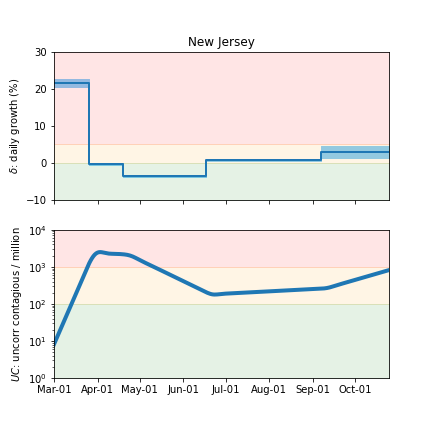 New Jersey
δ: daily growth (%)
30
20
10
0
−10
UC: uncorr contagious / million
10⁴
10³
10²
10¹
10⁰
Mar-01 Apr-01 May-01 Jun-01 Jul-01 Aug-01 Sep-01 Oct-01